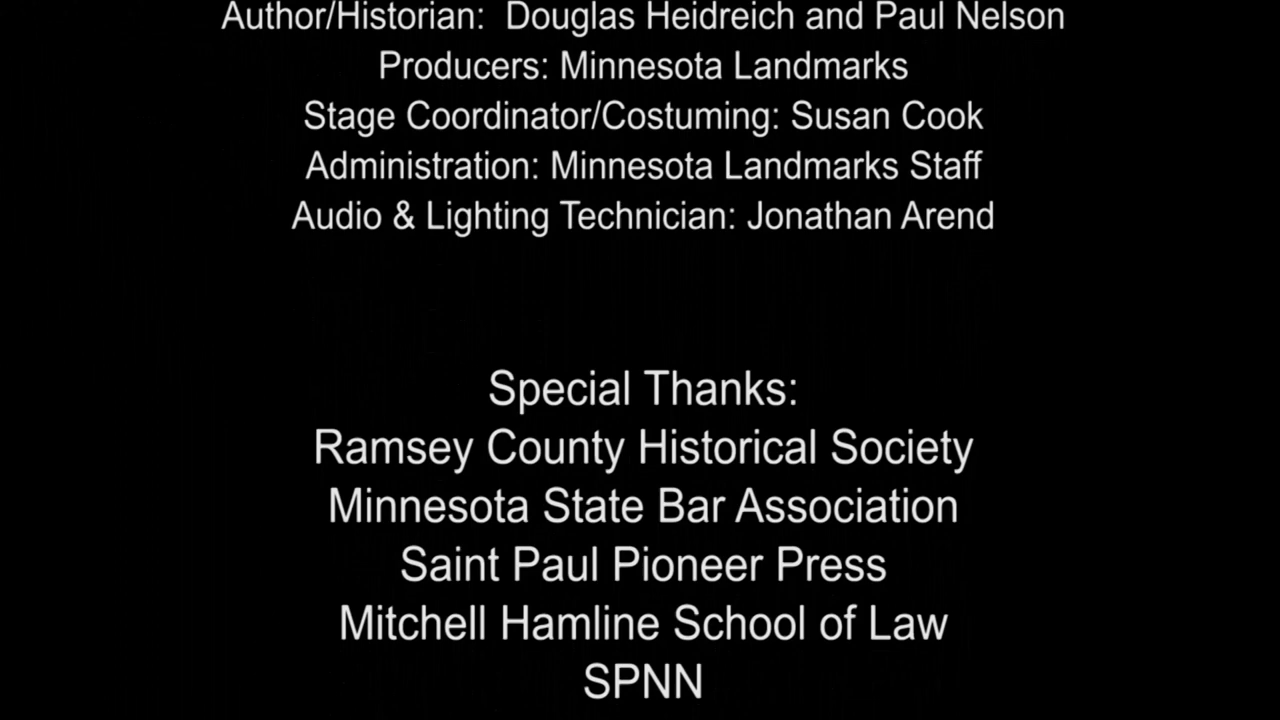 Author/Historian:  Douglas Heidreich and Paul Nelson
Producers: Minnesota Landmarks
Stage Coordinator/Costuming: Susan Cook
Administration: Minnesota Landmarks Staff
Audio & Lighting Technician: Jonathan Arend
Special Thanks:
Ramsey County Historical Society
Minnesota State Bar Association
Saint Paul Pioneer Press
Mitchell Hamline School of Law
SPNN